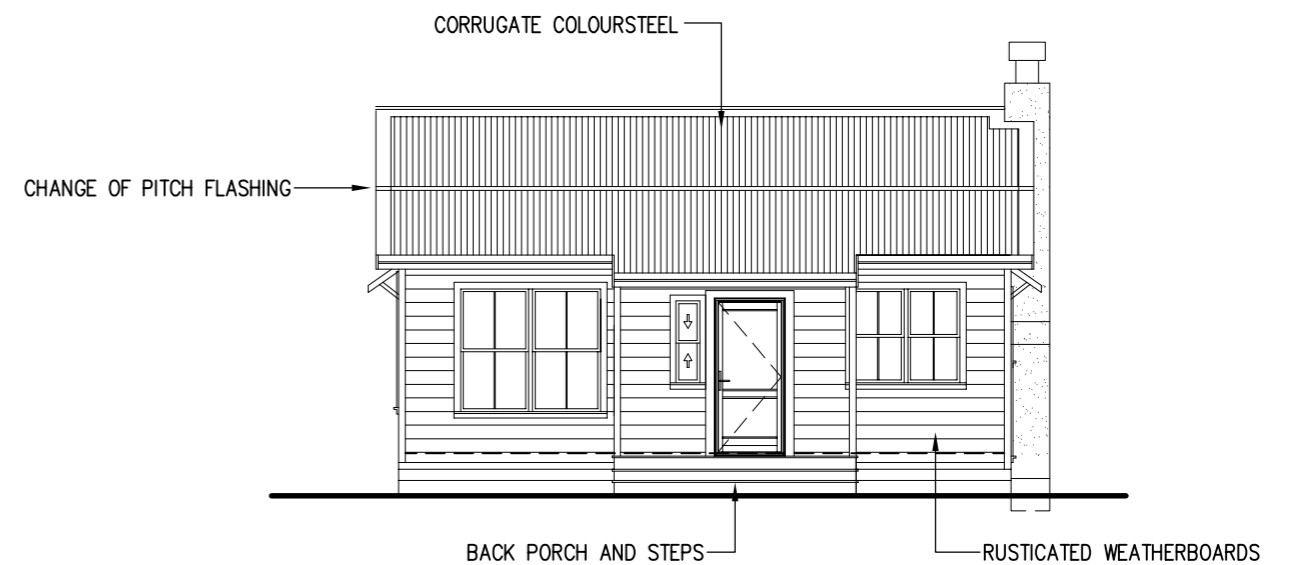 CORRUGATE COLOURSTEEL
CHANGE OF PITCH FLASHING
BACK PORCH AND STEPS
RUSTICATED WEATHERBOARDS